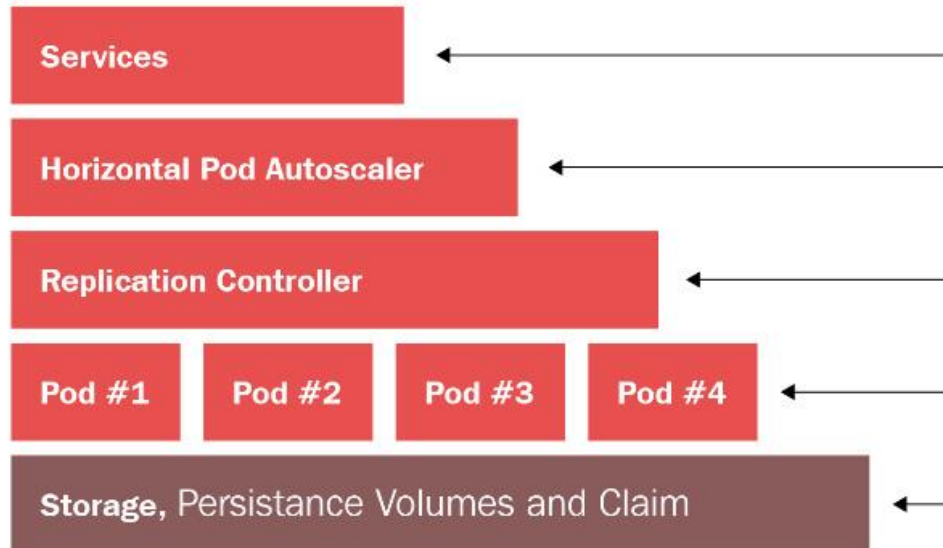 Services
Horizontal Pod Autoscaler
Replication Controller
Pod #1 Pod #2 Pod #3 Pod #4
Storage, Persistance Volumes and Claim